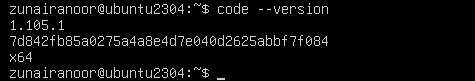 zunairanoor@ubuntu2304:~$ code --version
1.105.1
7d842fb85a0275a4a8e4d7e040d2625abbf7f084
x64
zunairanoor@ubuntu2304:~$ _